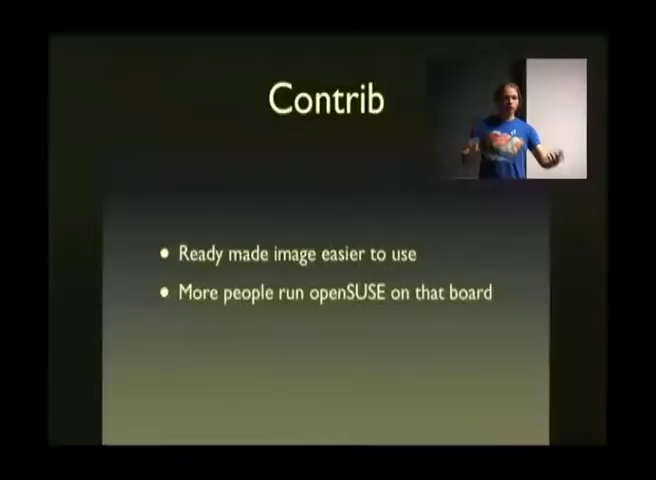 Contrib
Ready made image easier to use
More people run openSUSE on that board